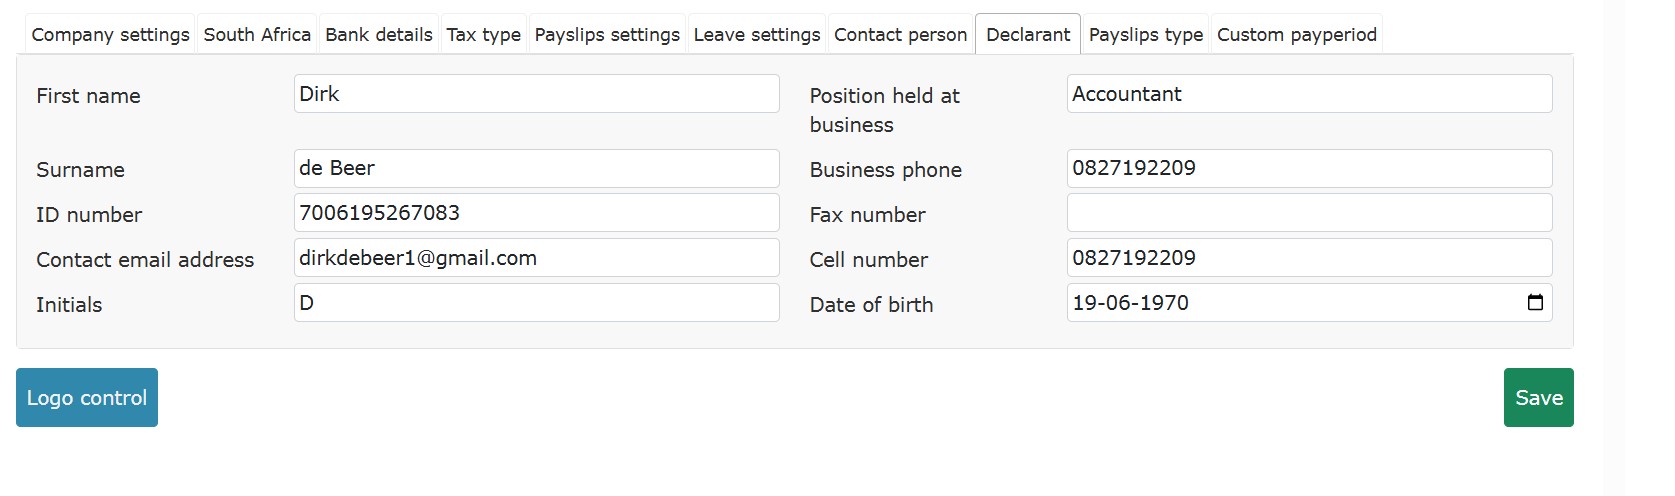 Company settings South Africa Bank details Tax type Payslips settings Leave settings Contact person Declarant Payslips type Custom payperiod
First name Dirk Position held at business Accountant
Surname de Beer Business phone 0827192209
ID number 7006195267083 Fax number
Contact email address dirkdebeer1@gmail.com Cell number 0827192209
Initials D Date of birth 19-06-1970
Logo control Save